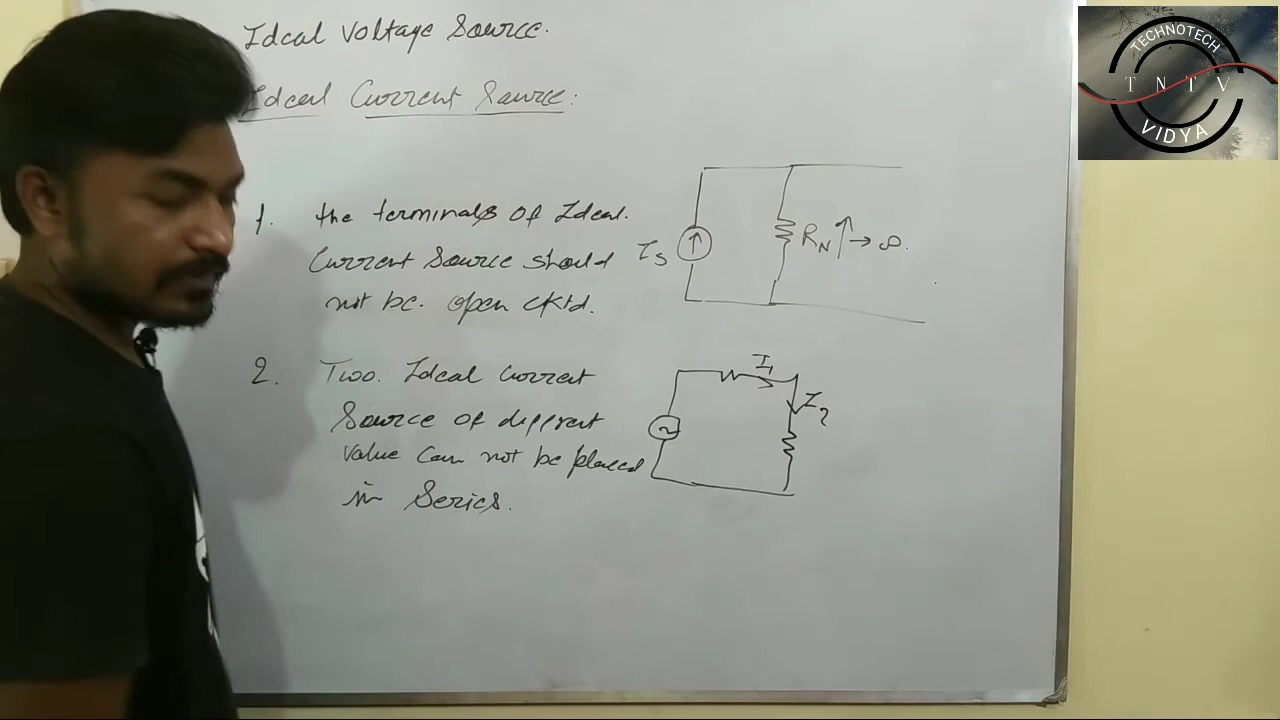 Ideal Voltage Source.
Ideal Current Source:
1. the terminals of Ideal.
Current Source should
not be. open cktd.
IS
RN↑→∞.
2. Two. Ideal Current
Source of different
value can not be placed
in Series.
I1
I2
TECHNOTECH
T N T V
VIDYA